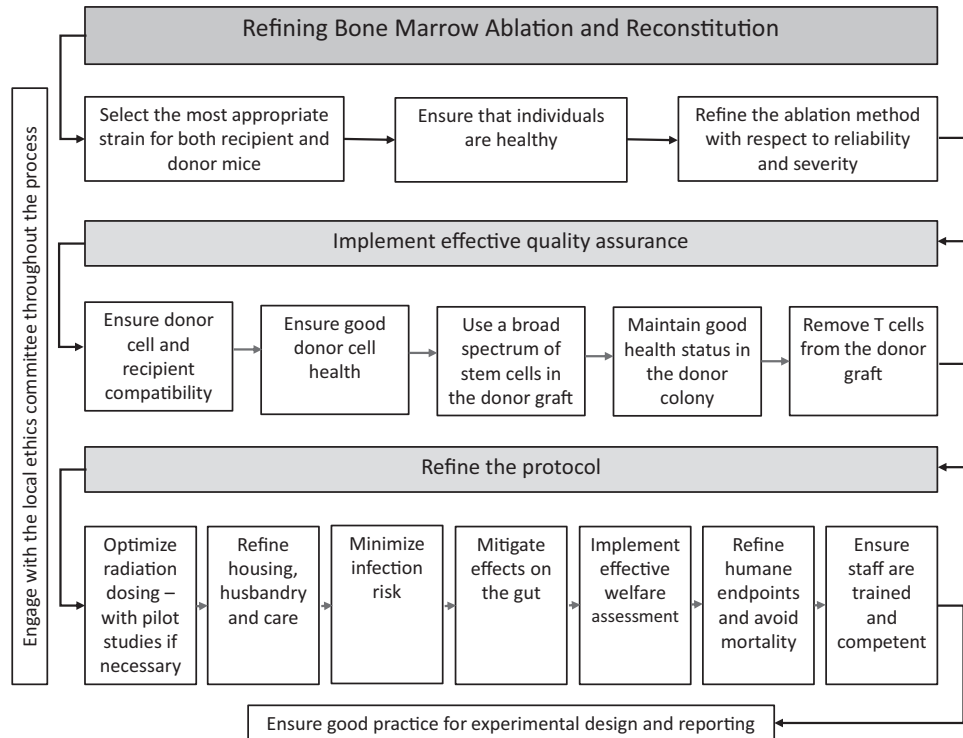 Refining Bone Marrow Ablation and Reconstitution
Engage with the local ethics committee throughout the process
Select the most appropriate
strain for both recipient and
donor mice
Ensure that individuals
are healthy
Refine the ablation method
with respect to reliability
and severity
Implement effective quality assurance
Ensure donor
cell and
recipient
compatibility
Ensure good
donor cell
health
Use a broad
spectrum of
stem cells in
the donor graft
Maintain good
health status in
the donor
colony
Remove T cells
from the donor
graft
Refine the protocol
Optimize
radiation
dosing –
with pilot
studies if
necessary
Refine
housing,
husbandry
and care
Minimize
infection
risk
Mitigate
effects on
the gut
Implement
effective
welfare
assessment
Refine
humane
endpoints
and avoid
mortality
Ensure
staff are
trained
and
competent
Ensure good practice for experimental design and reporting